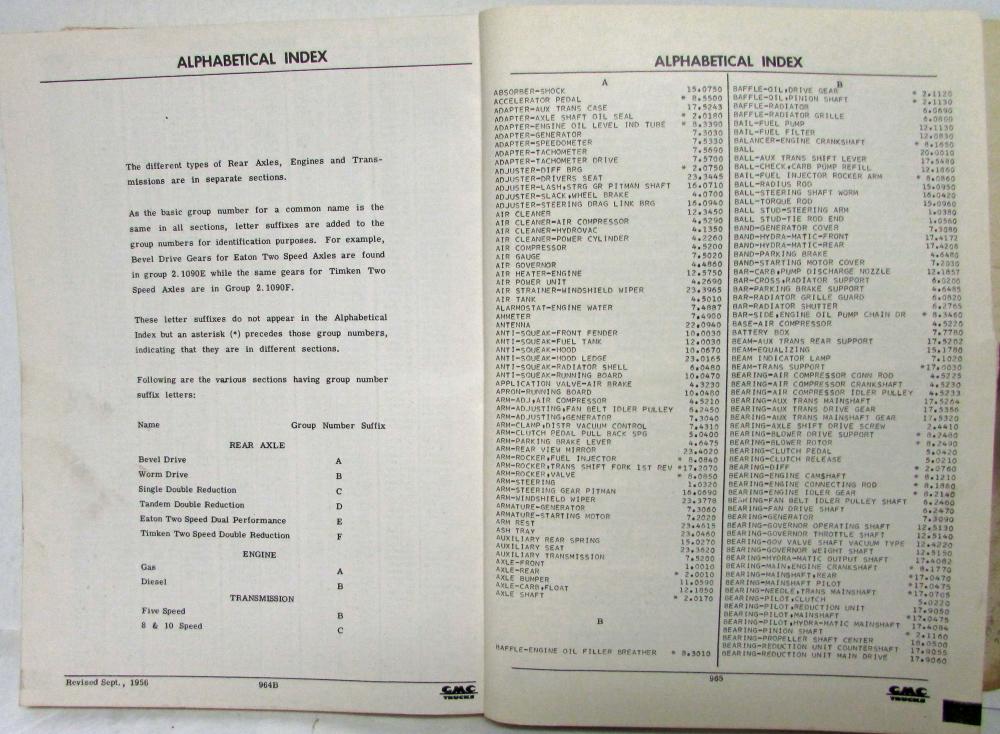 ALPHABETICAL INDEX
The different types of Rear Axles, Engines and Trans-
missions are in separate sections.
As the basic group number for a common name is the
same in all sections, letter suffixes are added to the
group numbers for identification purposes. For example,
Bevel Drive Gears for Eaton Two Speed Axles are found
in group 2.1090E while the same gears for Timken Two
Speed Axles are in Group 2.1090F.
These letter suffixes do not appear in the Alphabetical
Index but an asterisk (*) precedes those group numbers,
indicating that they are in different sections.
Following are the various sections having group number
suffix letters:
Name Group Number Suffix
REAR AXLE
Bevel Drive A
Worm Drive B
Single Double Reduction C
Tandem Double Reduction D
Eaton Two Speed Dual Performance E
Timken Two Speed Double Reduction F
ENGINE
Gas A
Diesel B
TRANSMISSION
Five Speed B
8 & 10 Speed C
Revised Sept., 1956 964B GMC TRUCKS
ALPHABETICAL INDEX
A
ABSORBER-SHOCK 15.0750
ACCELERATOR PEDAL * 8.5500
ADAPTER-AUX TRANS CASE 17.5243
ADAPTER-AXLE SHAFT OIL SEAL * 2.0180
ADAPTER-ENGINE OIL LEVEL IND TUBE * 8.3390
ADAPTER-GENERATOR 7.3030
ADAPTER-SPEEDOMETER 7.5330
ADAPTER-TACHOMETER 7.5690
ADAPTER-TACHOMETER DRIVE 7.5700
ADJUSTER-DIFF BRG * 2.0750
ADJUSTER-DRIVERS SEAT 23.3445
ADJUSTER-LASH,STRG GR PITMAN SHAFT 16.0710
ADJUSTER-SLACK,WHEEL BRAKE 4.0700
ADJUSTER-STEERING DRAG LINK BRG 16.0940
AIR CLEANER 12.3450
AIR CLEANER-AIR COMPRESSOR 4.5290
AIR CLEANER-HYDROVAC 4.1350
AIR CLEANER-POWER CYLINDER 4.2260
AIR COMPRESSOR 4.5200
AIR GAUGE 7.5020
AIR GOVERNOR 4.4860
AIR HEATER-ENGINE 12.5750
AIR POWER UNIT 4.2690
AIR STRAINER-WINDSHIELD WIPER 23.3965
AIR TANK 4.5010
ALARMOSTAT-ENGINE WATER 7.4887
AMMETER 7.4900
ANTENNA 22.0940
ANTI-SQUEAK-FRONT FENDER 10.0030
ANTI-SQUEAK-FUEL TANK 12.0030
ANTI-SQUEAK-HOOD 10.0670
ANTI-SQUEAK-HOOD LEDGE 23.0165
ANTI-SQUEAK-RADIATOR SHELL 6.0480
ANTI-SQUEAK-RUNNING BOARD 10.0470
APPLICATION VALVE-AIR BRAKE 4.3230
APRON-RUNNING BOARD 10.0480
ARM-ADJ,AIR COMPRESSOR 4.5210
ARM-ADJUSTING,FAN BELT IDLER PULLEY 6.2450
ARM-ADJUSTING,GENERATOR 7.3040
ARM-CLAMP,DISTR VACUUM CONTROL 7.4310
ARM-CLUTCH PEDAL PULL BACK SPG 5.0400
ARM-PARKING BRAKE LEVER 4.6475
ARM-REAR VIEW MIRROR 23.4020
ARM-ROCKER,FUEL INJECTOR * 8.0840
ARM-ROCKER,TRANS SHIFT FORK 1ST REV *17.2070
ARM-ROCKER,VALVE * 8.0850
ARM-STEERING 1.0320
ARM-STEERING GEAR PITMAN 16.0690
ARM-WINDSHIELD WIPER 23.3778
ARMATURE-GENERATOR 7.3060
ARMATURE-STARTING MOTOR 7.2020
ARM REST 23.4615
ASH TRAY 23.0460
AUXILIARY REAR SPRING 15.0270
AUXILIARY SEAT 23.3620
AUXILIARY TRANSMISSION 17.5200
AXLE-FRONT 1.0010
AXLE-REAR * 2.0010
AXLE BUMPER 11.0590
AXLE-CARB,FLOAT 12.1850
AXLE SHAFT * 2.0170
B
BAFFLE-ENGINE OIL FILLER BREATHER * 8.3010
B
BAFFLE-OIL,DRIVE GEAR * 2.1120
BAFFLE-OIL,PINION SHAFT * 2.1130
BAFFLE-RADIATOR 6.0690
BAFFLE-RADIATOR GRILLE 6.0800
BAIL-FUEL PUMP 12.1130
BAIL-FUEL FILTER 12.0830
BALANCER-ENGINE CRANKSHAFT * 8.1650
BALL 20.0010
BALL-AUX TRANS SHIFT LEVER 17.5480
BALL-CHECK,CARB PUMP REFILL 12.1860
BALL-FUEL INJECTOR ROCKER ARM * 8.0860
BALL-RADIUS ROD 15.0950
BALL-STEERING SHAFT WORM 16.0420
BALL-TORQUE ROD 15.0960
BALL STUD-STEERING ARM 1.0380
BALL STUD-TIE ROD END 1.0560
BAND-GENERATOR COVER 7.3080
BAND-HYDRA-MATIC-FRONT 17.4172
BAND-HYDRA-MATIC-REAR 17.4208
BAND-PARKING BRAKE 4.6480
BAND-STARTING MOTOR COVER 7.2030
BAR-CARB,PUMP DISCHARGE NOZZLE 12.1857
BAR-CROSS,RADIATOR SUPPORT 6.0200
BAR-PARKING BRAKE SUPPORT 4.6485
BAR-RADIATOR GRILLE GUARD 6.0820
BAR-RADIATOR SHUTTER 6.2765
BAR-SIDE,ENGINE OIL PUMP CHAIN DR * 8.3460
BASE-AIR COMPRESSOR 4.5220
BATTERY BOX 7.7780
BEAM-AUX TRANS REAR SUPPORT 17.5202
BEAM-EQUALIZING 15.1780
BEAM INDICATOR LAMP 7.1020
BEAM-TRANS SUPPORT *17.0030
BEARING-AIR COMPRESSOR CONN ROD 4.5225
BEARING-AIR COMPRESSOR CRANKSHAFT 4.5230
BEARING-AIR COMPRESSOR IDLER PULLEY 4.5233
BEARING-AUX TRANS MAINSHAFT 17.5264
BEARING-AUX TRANS DRIVE GEAR 17.5356
BEARING-AUX TRANS MAINSHAFT GEAR 17.5320
BEARING-AXLE SHIFT DRIVE SCREW 2.4410
BEARING-BLOWER DRIVE SUPPORT * 8.2480
BEARING-BLOWER ROTOR * 8.2490
BEARING-CLUTCH PEDAL 5.0420
BEARING-CLUTCH RELEASE 5.0210
BEARING-DIFF * 2.0760
BEARING-ENGINE CAMSHAFT * 8.1210
BEARING-ENGINE CONNECTING ROD * 8.1880
BEARING-ENGINE IDLER GEAR * 8.2140
BEARING-FAN BELT IDLER PULLEY SHAFT 6.2460
BEARING-FAN DRIVE SHAFT 6.2470
BEARING-GENERATOR 7.3090
BEARING-GOVERNOR OPERATING SHAFT 12.5130
BEARING-GOVERNOR THROTTLE SHAFT 12.5140
BEARING-GOV VALVE SHAFT VACUUM TYPE 12.4220
BEARING-GOVERNOR WEIGHT SHAFT 12.5150
BEARING-HYDRA-MATIC OUTPUT SHAFT 17.4082
BEARING-MAIN,ENGINE CRANKSHAFT * 8.1770
BEARING-MAINSHAFT,REAR *17.0470
BEARING-MAINSHAFT PILOT *17.0475
BEARING-NEEDLE,TRANS MAINSHAFT *17.0705
BEARING-PILOT,CLUTCH 5.0220
BEARING-PILOT,REDUCTION UNIT 17.9050
BEARING-PILOT,MAINSHAFT *17.0475
BEARING-PILOT,HYDRA-MATIC MAINSHAFT 17.4084
BEARING-PINION SHAFT * 2.1160
BEARING-PROPELLER SHAFT CENTER 18.0500
BEARING-REDUCTION UNIT COUNTERSHAFT 17.9055
BEARING-REDUCTION UNIT MAIN DRIVE 17.9060
965 GMC TRUCKS